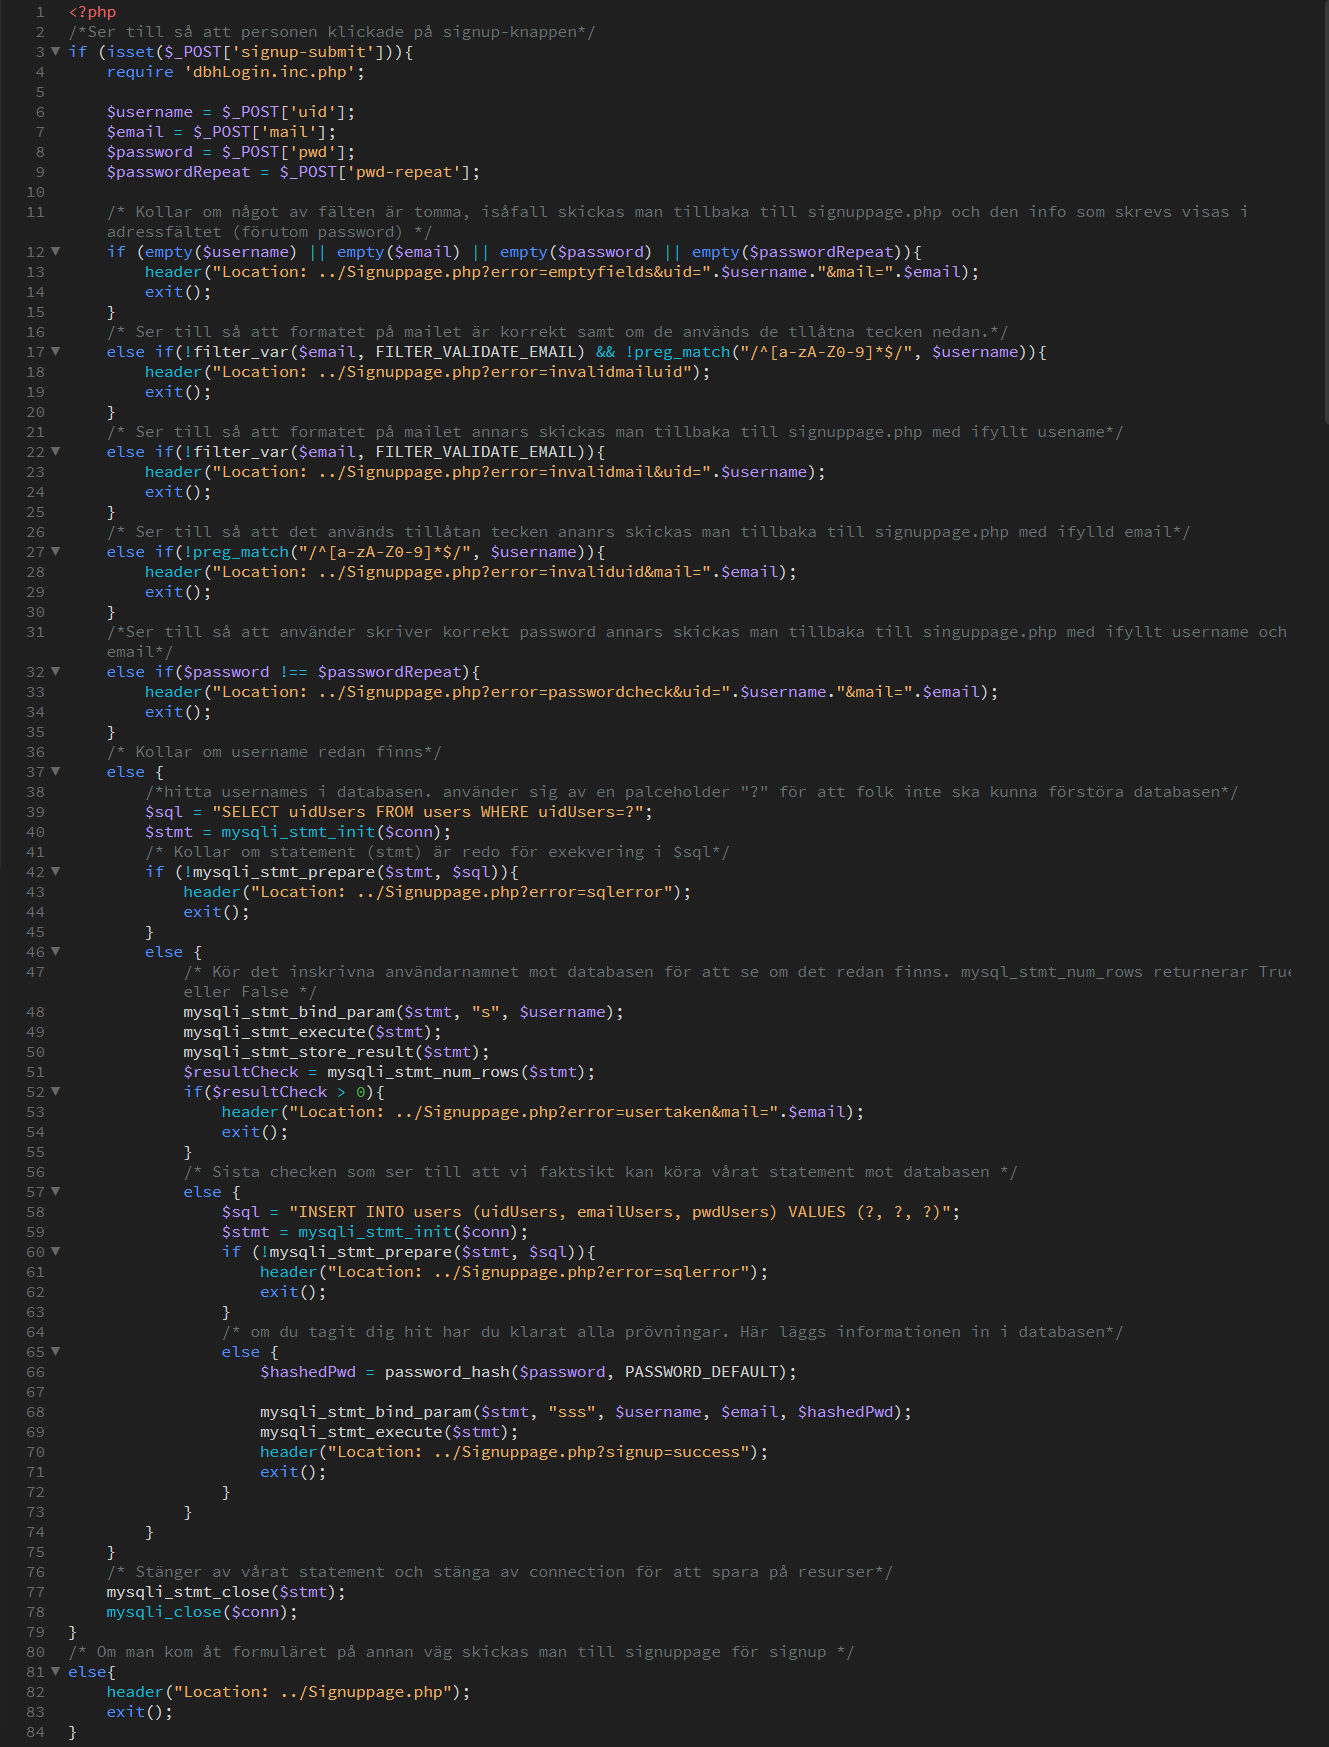 1 <?php
2 /*Ser till så att personen klickade på signup-knappen*/
3 ▼ if (isset($_POST['signup-submit'])){
4 require 'dbhLogin.inc.php';
5
6 $username = $_POST['uid'];
7 $email = $_POST['mail'];
8 $password = $_POST['pwd'];
9 $passwordRepeat = $_POST['pwd-repeat'];
10
11 /* Kollar om något av fälten är tomma, isåfall skickas man tillbaka till signuppage.php och den info som skrevs visas i
adressfältet (förutom password) */
12 ▼ if (empty($username) || empty($email) || empty($password) || empty($passwordRepeat)){
13 header("Location: ../Signuppage.php?error=emptyfields&uid=".$username."&mail=".$email);
14 exit();
15 }
16 /* Ser till så att formatet på mailet är korrekt samt om de används de tllåtna tecken nedan.*/
17 ▼ else if(!filter_var($email, FILTER_VALIDATE_EMAIL) && !preg_match("/^[a-zA-Z0-9]*$/", $username)){
18 header("Location: ../Signuppage.php?error=invalidmailuid");
19 exit();
20 }
21 /* Ser till så att formatet på mailet annars skickas man tillbaka till signuppage.php med ifyllt usename*/
22 ▼ else if(!filter_var($email, FILTER_VALIDATE_EMAIL)){
23 header("Location: ../Signuppage.php?error=invalidmail&uid=".$username);
24 exit();
25 }
26 /* Ser till så att det används tillåtan tecken ananrs skickas man tillbaka till signuppage.php med ifylld email*/
27 ▼ else if(!preg_match("/^[a-zA-Z0-9]*$/", $username)){
28 header("Location: ../Signuppage.php?error=invaliduid&mail=".$email);
29 exit();
30 }
31 /*Ser till så att använder skriver korrekt password annars skickas man tillbaka till singuppage.php med ifyllt username och
email*/
32 ▼ else if($password !== $passwordRepeat){
33 header("Location: ../Signuppage.php?error=passwordcheck&uid=".$username."&mail=".$email);
34 exit();
35 }
36 /* Kollar om username redan finns*/
37 ▼ else {
38 /*hitta usernames i databasen. använder sig av en palceholder "?" för att folk inte ska kunna förstöra databasen*/
39 $sql = "SELECT uidUsers FROM users WHERE uidUsers=?";
40 $stmt = mysqli_stmt_init($conn);
41 /* Kollar om statement (stmt) är redo för exekvering i $sql*/
42 ▼ if (!mysqli_stmt_prepare($stmt, $sql)){
43 header("Location: ../Signuppage.php?error=sqlerror");
44 exit();
45 }
46 ▼ else {
47 /* Kör det inskrivna användarnamnet mot databasen för att se om det redan finns. mysql_stmt_num_rows returnerar True
eller False */
48 mysqli_stmt_bind_param($stmt, "s", $username);
49 mysqli_stmt_execute($stmt);
50 mysqli_stmt_store_result($stmt);
51 $resultCheck = mysqli_stmt_num_rows($stmt);
52 ▼ if($resultCheck > 0){
53 header("Location: ../Signuppage.php?error=usertaken&mail=".$email);
54 exit();
55 }
56 /* Sista checken som ser till att vi faktsikt kan köra vårat statement mot databasen */
57 ▼ else {
58 $sql = "INSERT INTO users (uidUsers, emailUsers, pwdUsers) VALUES (?, ?, ?)";
59 $stmt = mysqli_stmt_init($conn);
60 ▼ if (!mysqli_stmt_prepare($stmt, $sql)){
61 header("Location: ../Signuppage.php?error=sqlerror");
62 exit();
63 }
64 /* om du tagit dig hit har du klarat alla prövningar. Här läggs informationen in i databasen*/
65 ▼ else {
66 $hashedPwd = password_hash($password, PASSWORD_DEFAULT);
67
68 mysqli_stmt_bind_param($stmt, "sss", $username, $email, $hashedPwd);
69 mysqli_stmt_execute($stmt);
70 header("Location: ../Signuppage.php?signup=success");
71 exit();
72 }
73 }
74 }
75 }
76 /* Stänger av vårat statement och stänga av connection för att spara på resurser*/
77 mysqli_stmt_close($stmt);
78 mysqli_close($conn);
79 }
80 /* Om man kom åt formuläret på annan väg skickas man till signuppage för signup */
81 ▼ else{
82 header("Location: ../Signuppage.php");
83 exit();
84 }